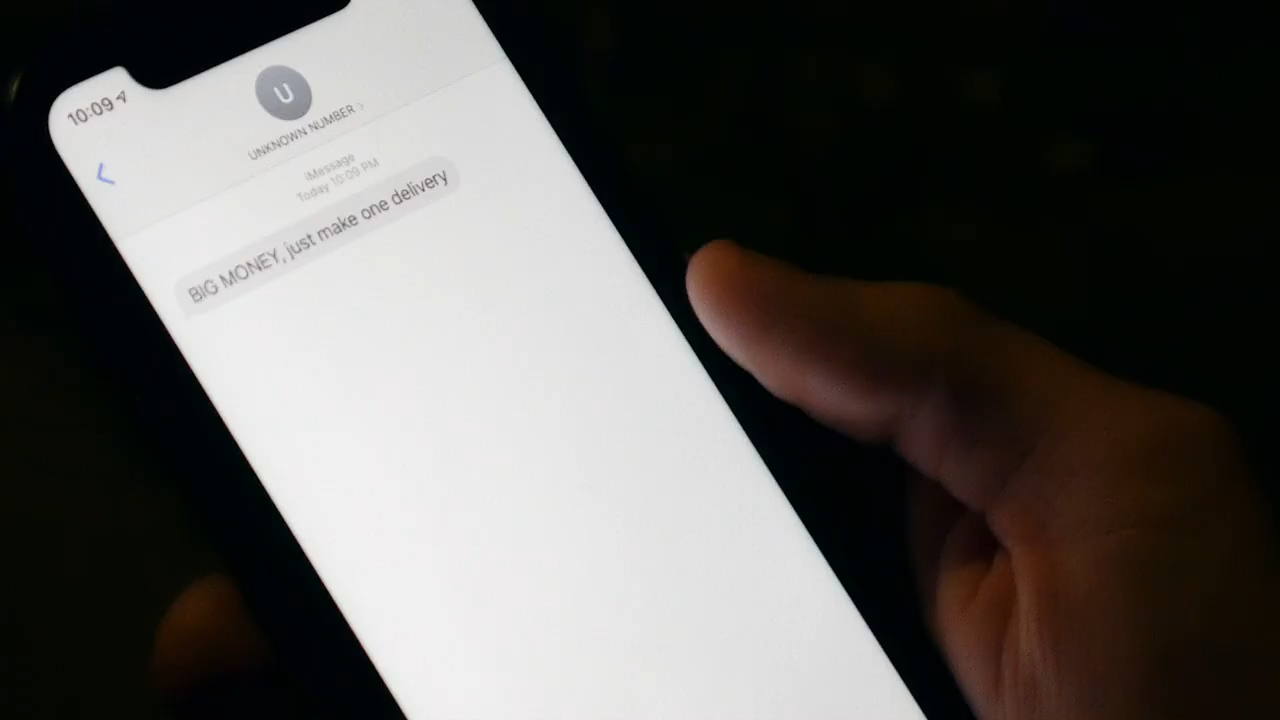 10:09
U
UNKNOWN NUMBER
iMessage
Today 10:09 PM
BIG MONEY, just make one delivery